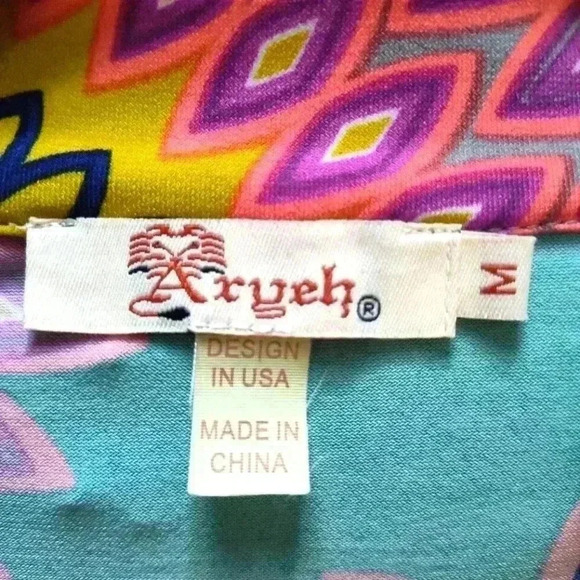 Aryeh®
M
DESIGN
IN USA
MADE IN
CHINA